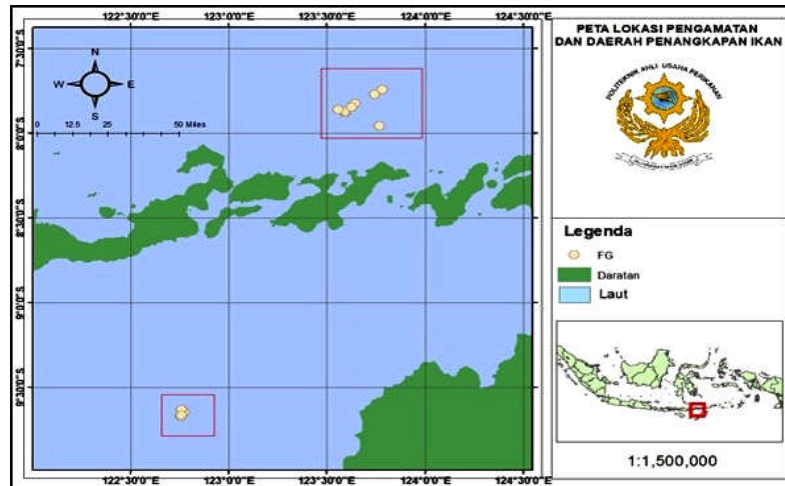 PETA LOKASI PENGAMATAN
DAN DAERAH PENANGKAPAN IKAN
POLITEKNIK AHLI USAHA PERIKANAN
122°30'0"E 123°0'0"E 123°30'0"E 124°0'0"E 124°30'0"E
7°30'0"S
8°0'0"S
8°30'0"S
9°0'0"S
9°30'0"S
N
W E
S
0 12.5 25 50 Miles
Legenda
FG
Daratan
Laut
1:1,500,000
122°30'0"E 123°0'0"E 123°30'0"E 124°0'0"E 124°30'0"E